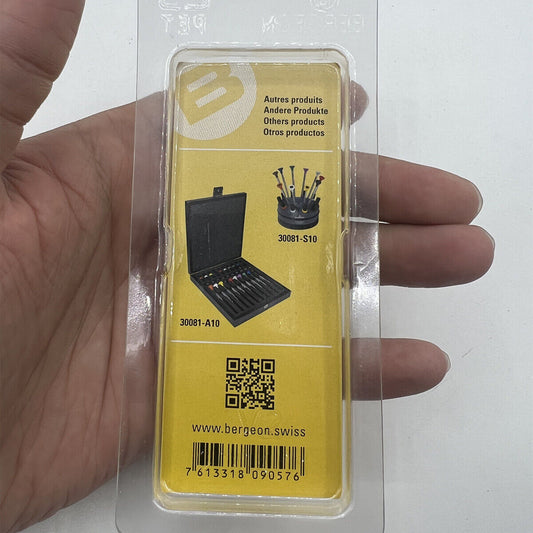 Autres produits
Andere Produkte
Others products
Otros productos
30081-S10
30081-A10
www.bergeon.swiss
7 613318 090576